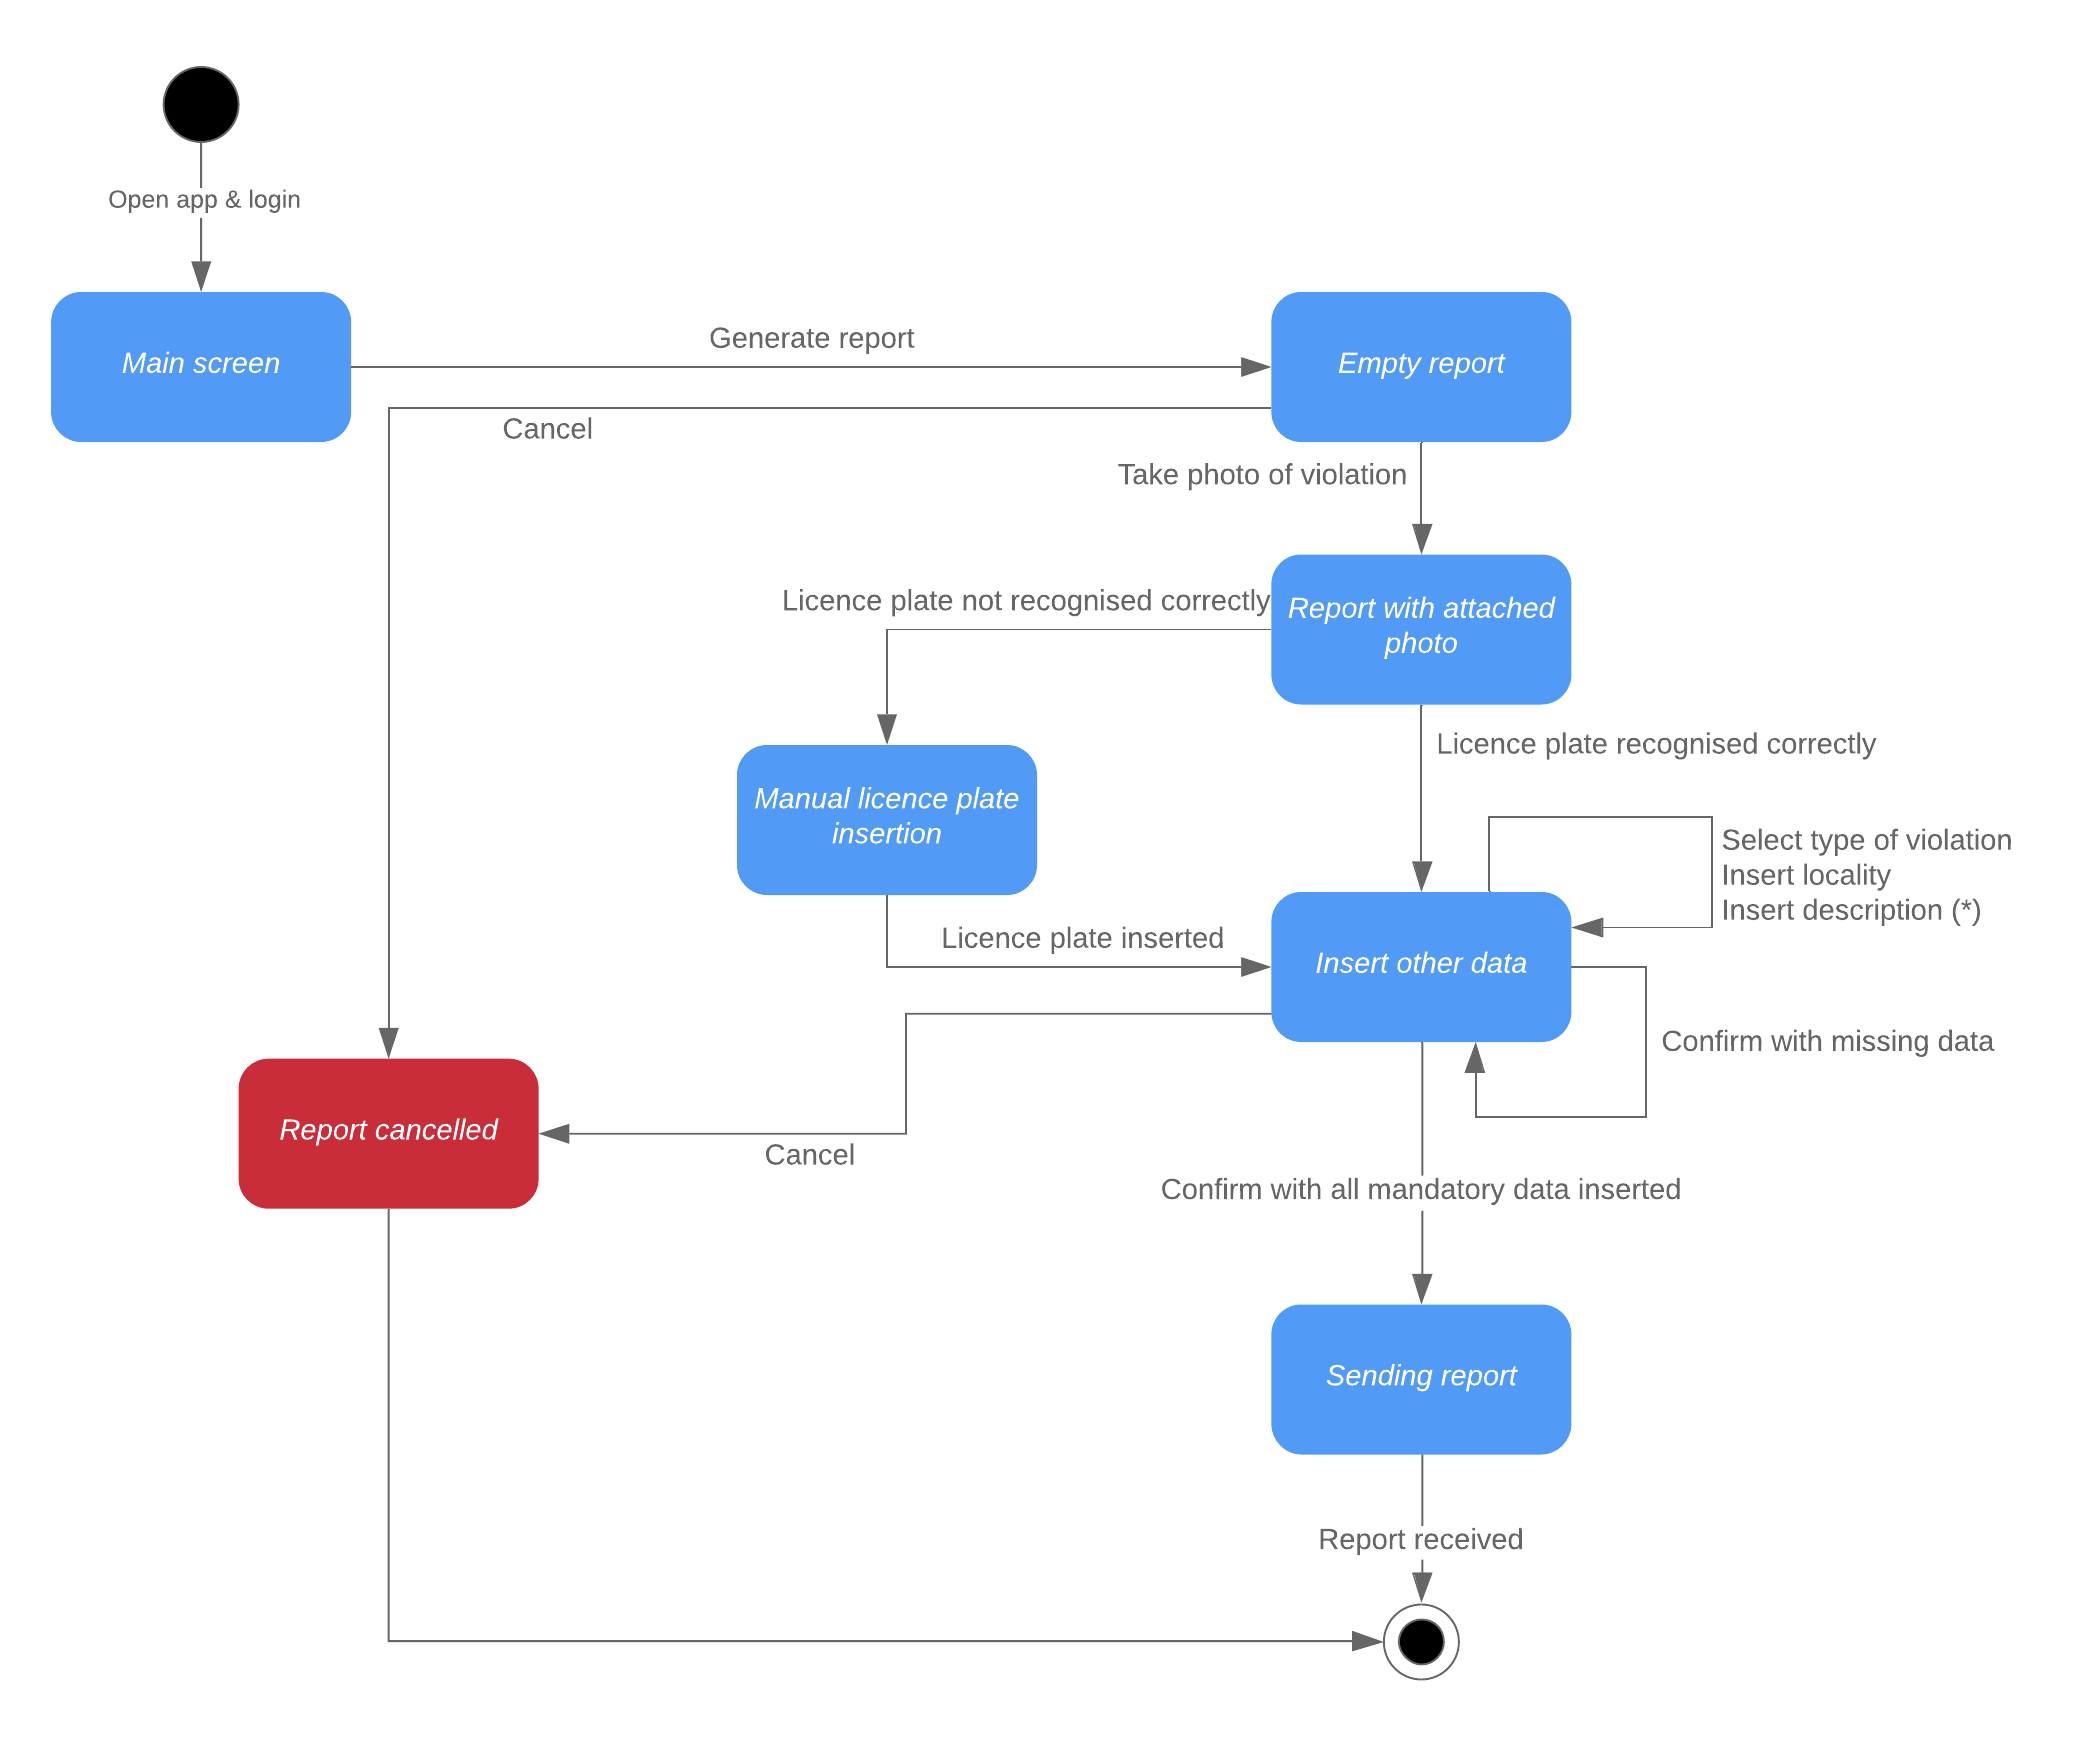 Open app & login
Main screen
Generate report
Empty report
Cancel
Take photo of violation
Licence plate not recognised correctly
Report with attached
photo
Licence plate recognised correctly
Manual licence plate
insertion
Select type of violation
Insert locality
Insert description (*)
Licence plate inserted
Insert other data
Confirm with missing data
Report cancelled
Cancel
Confirm with all mandatory data inserted
Sending report
Report received